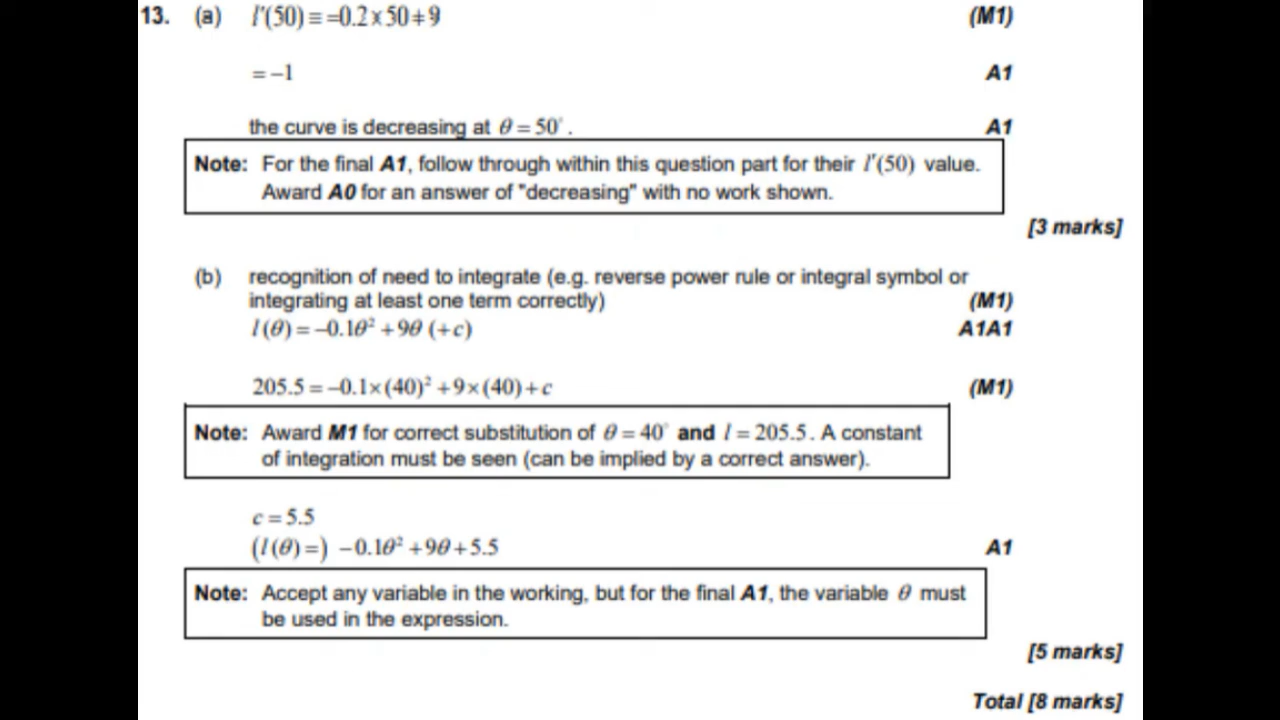 13. (a) l′(50) = −0.2 × 50 + 9 (M1)
= −1 A1
the curve is decreasing at θ = 50° . A1
Note: For the final A1, follow through within this question part for their l′(50) value.
Award A0 for an answer of "decreasing" with no work shown.
[3 marks]
(b) recognition of need to integrate (e.g. reverse power rule or integral symbol or
integrating at least one term correctly) (M1)
l(θ) = −0.1θ² + 9θ (+c) A1A1
205.5 = −0.1×(40)² + 9×(40) + c (M1)
Note: Award M1 for correct substitution of θ = 40° and l = 205.5. A constant
of integration must be seen (can be implied by a correct answer).
c = 5.5
(l(θ) =) −0.1θ² + 9θ + 5.5 A1
Note: Accept any variable in the working, but for the final A1, the variable θ must
be used in the expression.
[5 marks]
Total [8 marks]